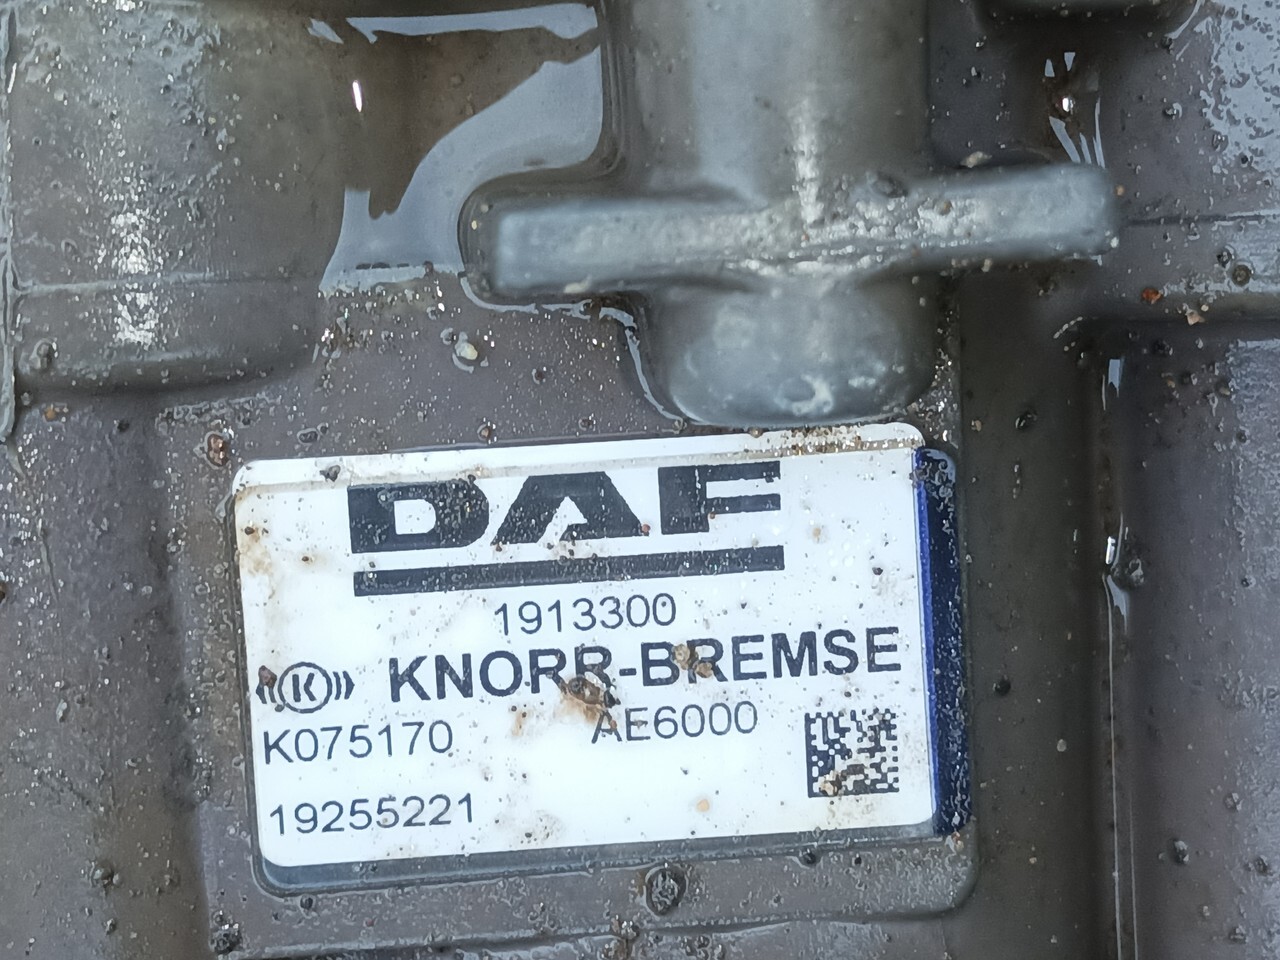 DAF
1913300
K KNORR-BREMSE
K075170 AE6000
19255221